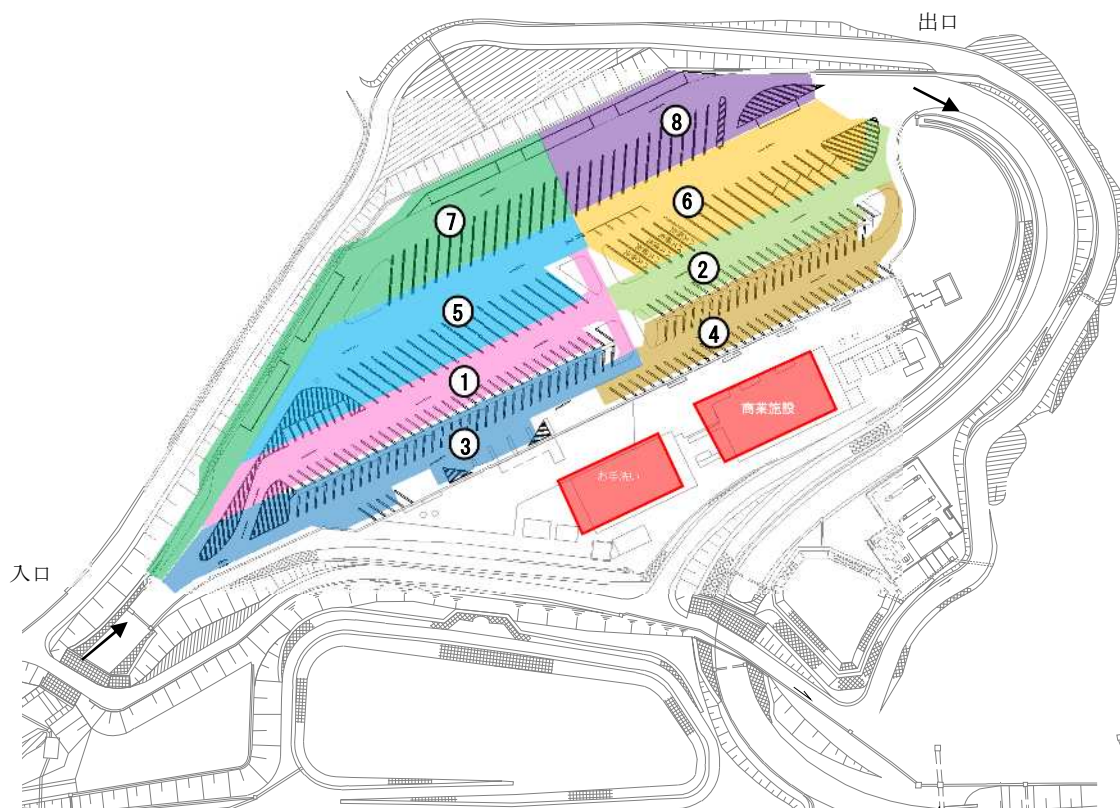 出口
⑧
⑦
⑥
②
⑤
④
①
商業施設
③
お手洗い
入口